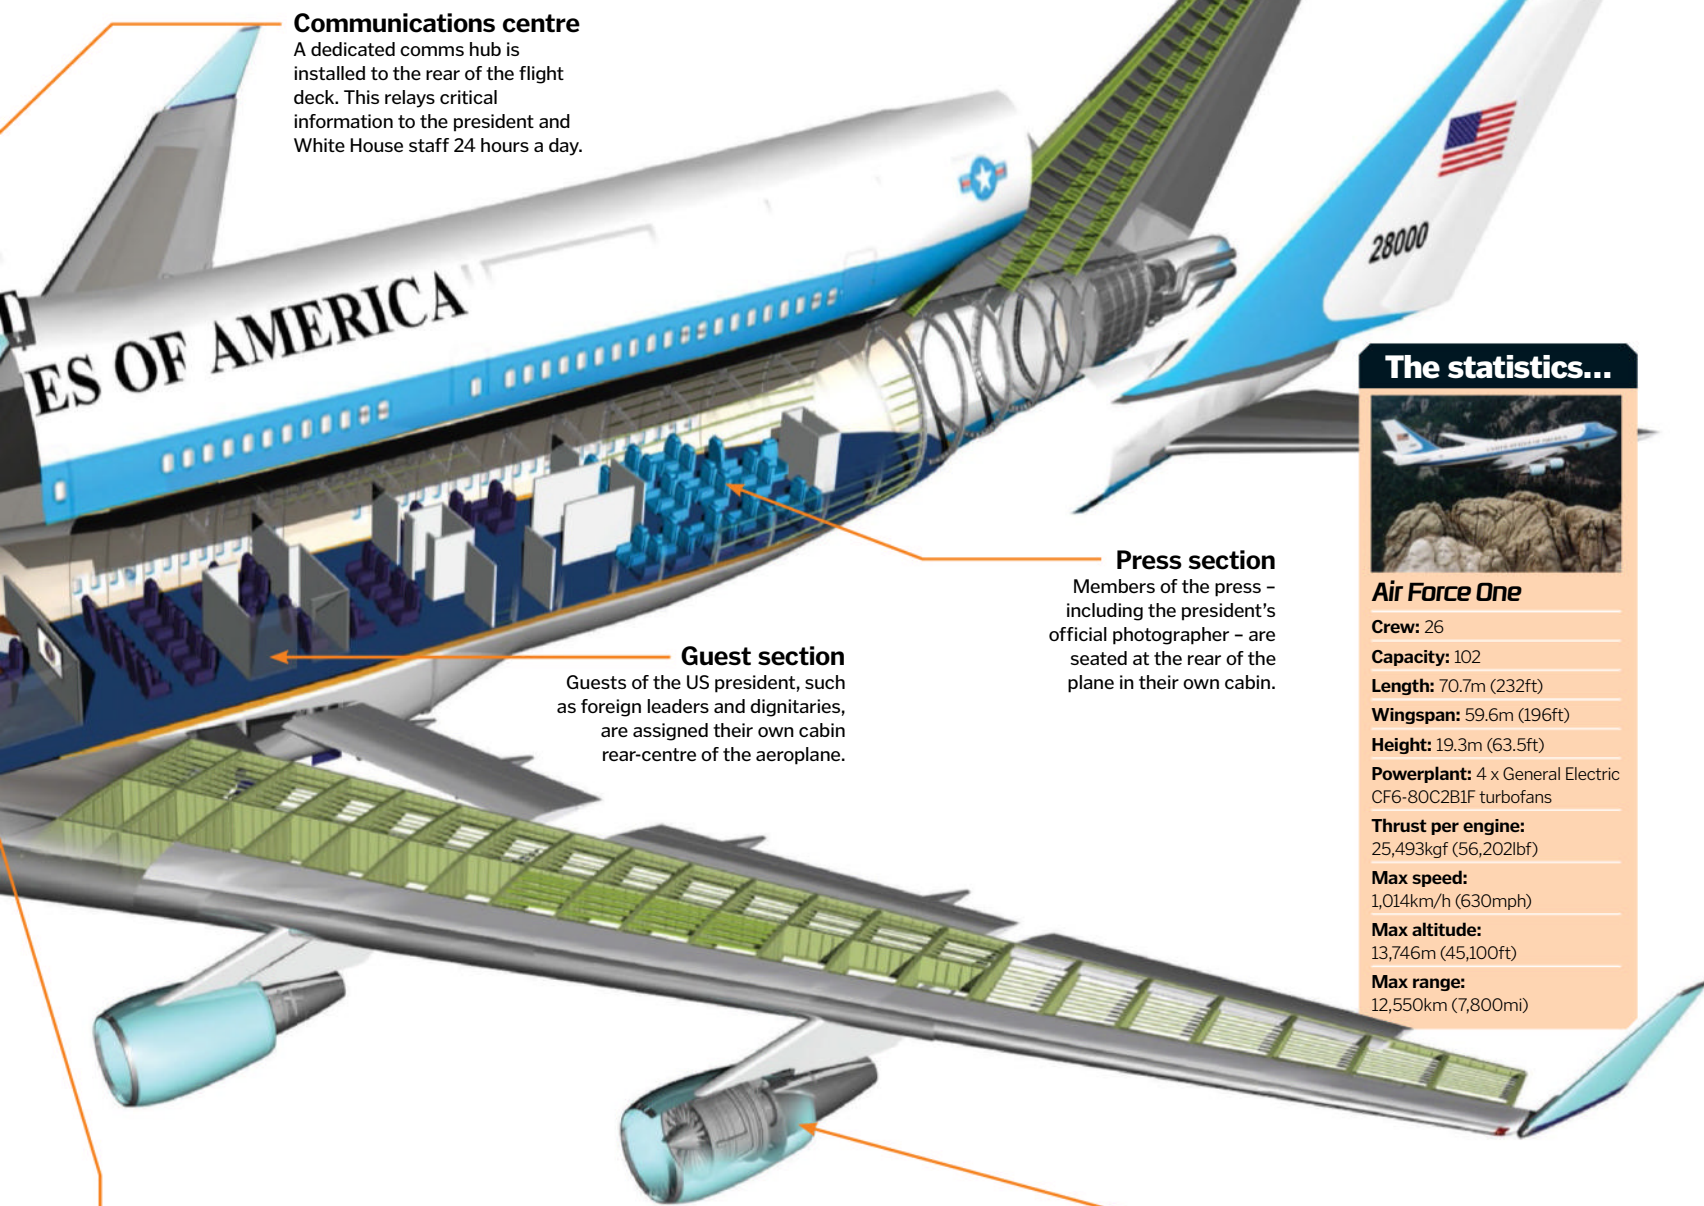 Communications centre
A dedicated comms hub is
installed to the rear of the flight
deck. This relays critical
information to the president and
White House staff 24 hours a day.
ES OF AMERICA
28000
The statistics...
Air Force One
Crew: 26
Capacity: 102
Length: 70.7m (232ft)
Wingspan: 59.6m (196ft)
Height: 19.3m (63.5ft)
Powerplant: 4 x General Electric
CF6-80C2B1F turbofans
Thrust per engine:
25,493kgf (56,202lbf)
Max speed:
1,014km/h (630mph)
Max altitude:
13,746m (45,100ft)
Max range:
12,550km (7,800mi)
Press section
Members of the press –
including the president's
official photographer – are
seated at the rear of the
plane in their own cabin.
Guest section
Guests of the US president, such
as foreign leaders and dignitaries,
are assigned their own cabin
rear-centre of the aeroplane.